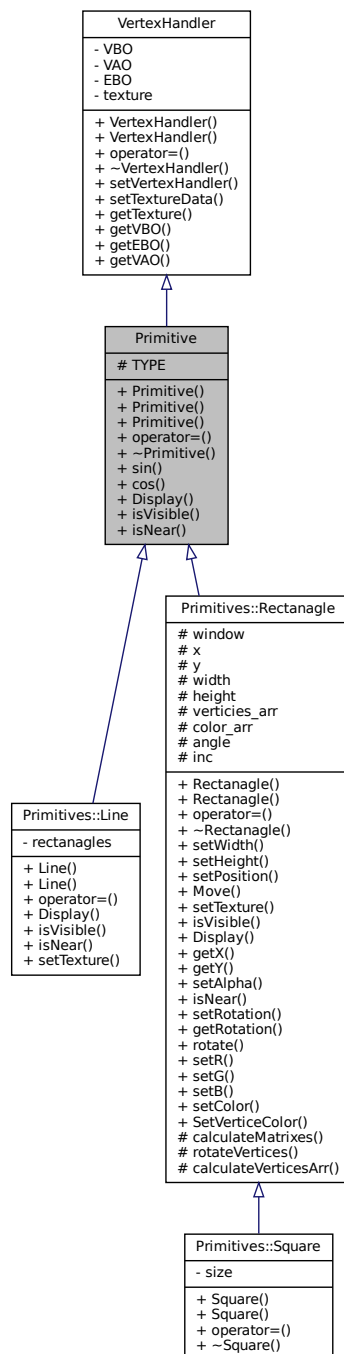 VertexHandler
- VBO
- VAO
- EBO
- texture
+ VertexHandler()
+ VertexHandler()
+ operator=()
+ ~VertexHandler()
+ setVertexHandler()
+ setTextureData()
+ getTexture()
+ getVBO()
+ getEBO()
+ getVAO()
Primitive
# TYPE
+ Primitive()
+ Primitive()
+ Primitive()
+ operator=()
+ ~Primitive()
+ sin()
+ cos()
+ Display()
+ isVisible()
+ isNear()
Primitives::Line
- rectanagles
+ Line()
+ Line()
+ operator=()
+ Display()
+ isVisible()
+ isNear()
+ setTexture()
Primitives::Rectanagle
# window
# x
# y
# width
# height
# verticies_arr
# color_arr
# angle
# inc
+ Rectanagle()
+ Rectanagle()
+ operator=()
+ ~Rectanagle()
+ setWidth()
+ setHeight()
+ setPosition()
+ Move()
+ setTexture()
+ isVisible()
+ Display()
+ getX()
+ getY()
+ setAlpha()
+ isNear()
+ setRotation()
+ getRotation()
+ rotate()
+ setR()
+ setG()
+ setB()
+ setColor()
+ SetVerticeColor()
# calculateMatrixes()
# rotateVertices()
# calculateVerticesArr()
Primitives::Square
- size
+ Square()
+ Square()
+ operator=()
+ ~Square()